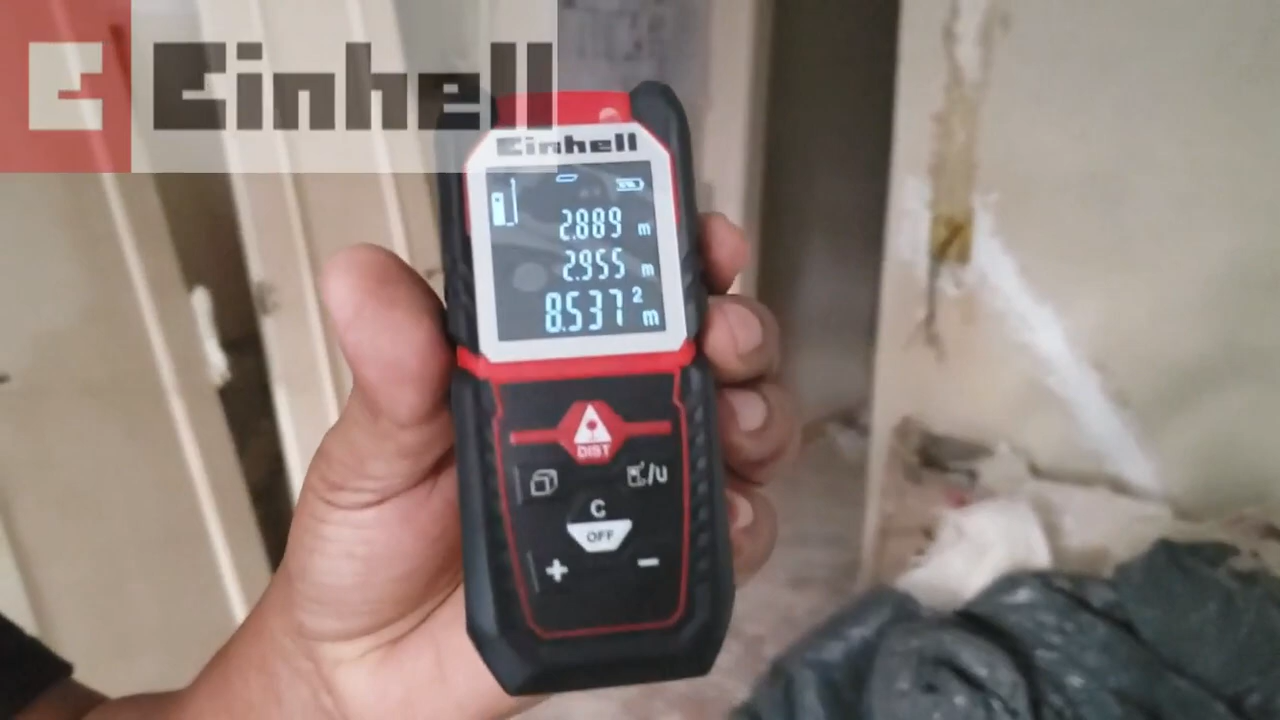 Einhell
Einhell
2.889 m
2.955 m
8.537 m²
DIST
/U
C
OFF
+
−